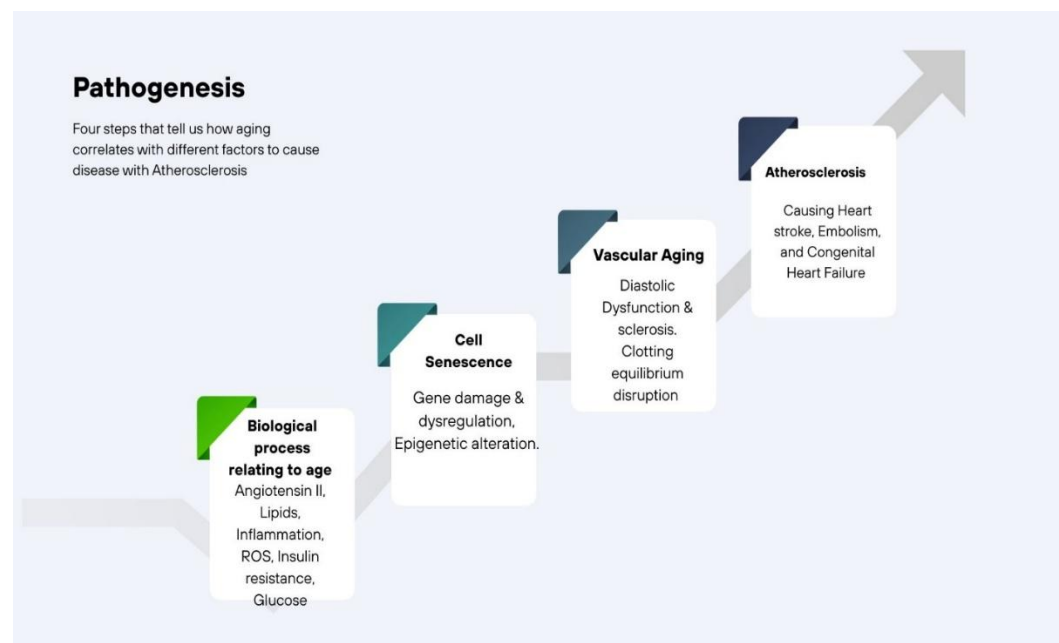 Pathogenesis
Four steps that tell us how aging
correlates with different factors to cause
disease with Atherosclerosis
Biological
process
relating to age
Angiotensin II,
Lipids,
Inflammation,
ROS, Insulin
resistance,
Glucose
Cell
Senescence
Gene damage &
dysregulation,
Epigenetic alteration.
Vascular Aging
Diastolic
Dysfunction &
sclerosis.
Clotting
equilibrium
disruption
Atherosclerosis
Causing Heart
stroke, Embolism,
and Congenital
Heart Failure